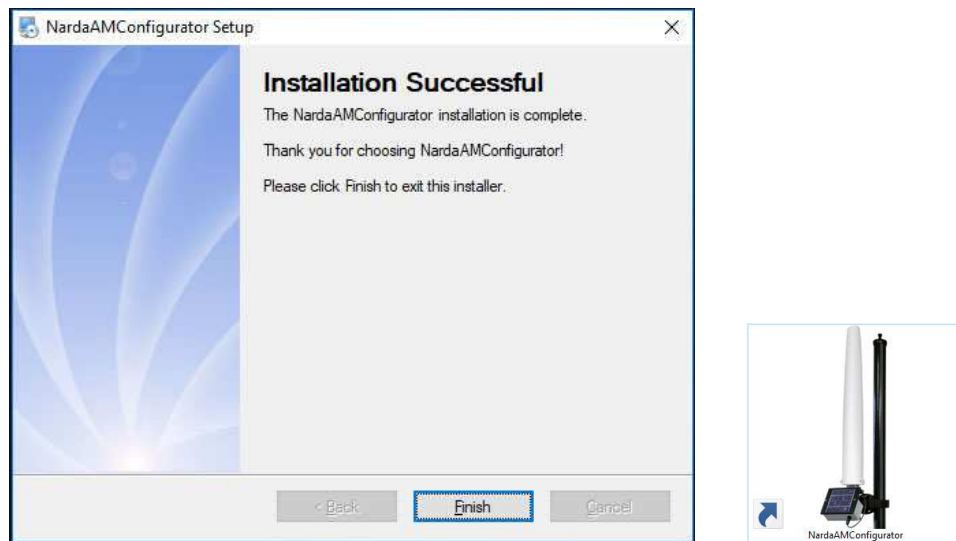 NardaAMConfigurator Setup
Installation Successful
The NardaAMConfigurator installation is complete.
Thank you for choosing NardaAMConfigurator!
Please click Finish to exit this installer.
< Back
Finish
Cancel
NardaAMConfigurator